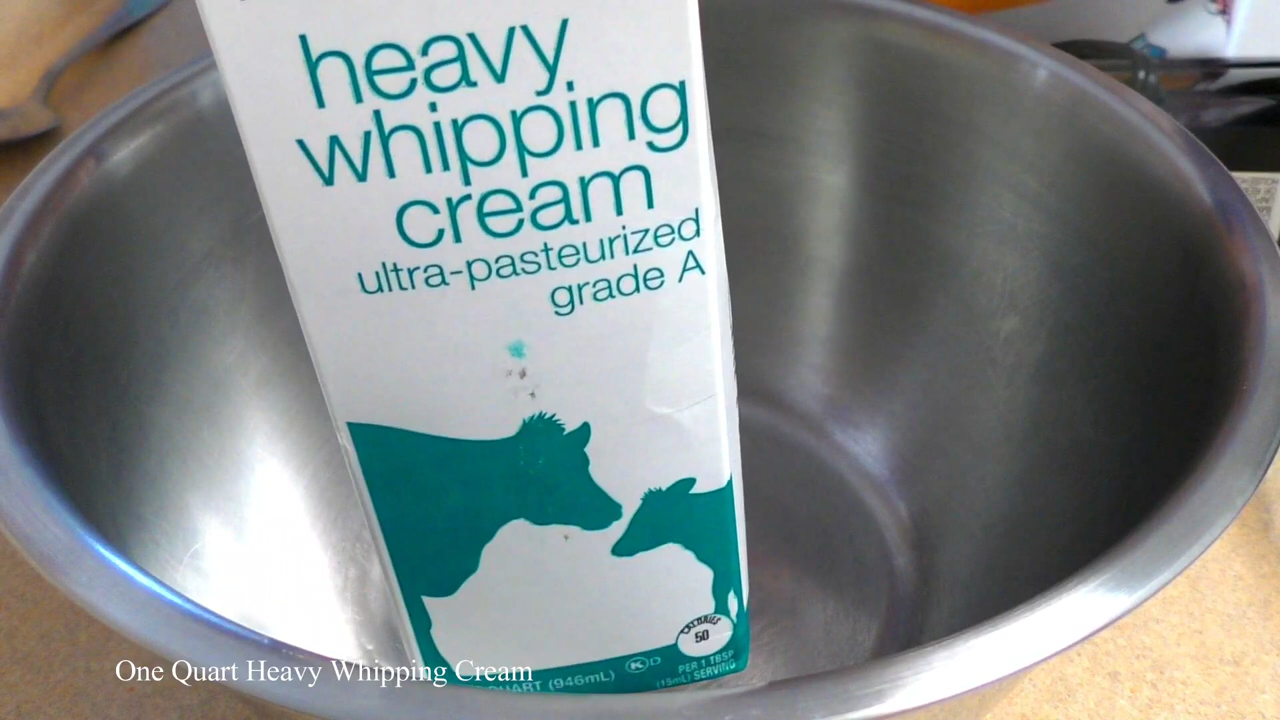 heavy
whipping
cream
ultra-pasteurized
grade A
CALORIES
50
PER 1 TBSP
(15mL) SERVING
K D
QUART (946mL)
One Quart Heavy Whipping Cream